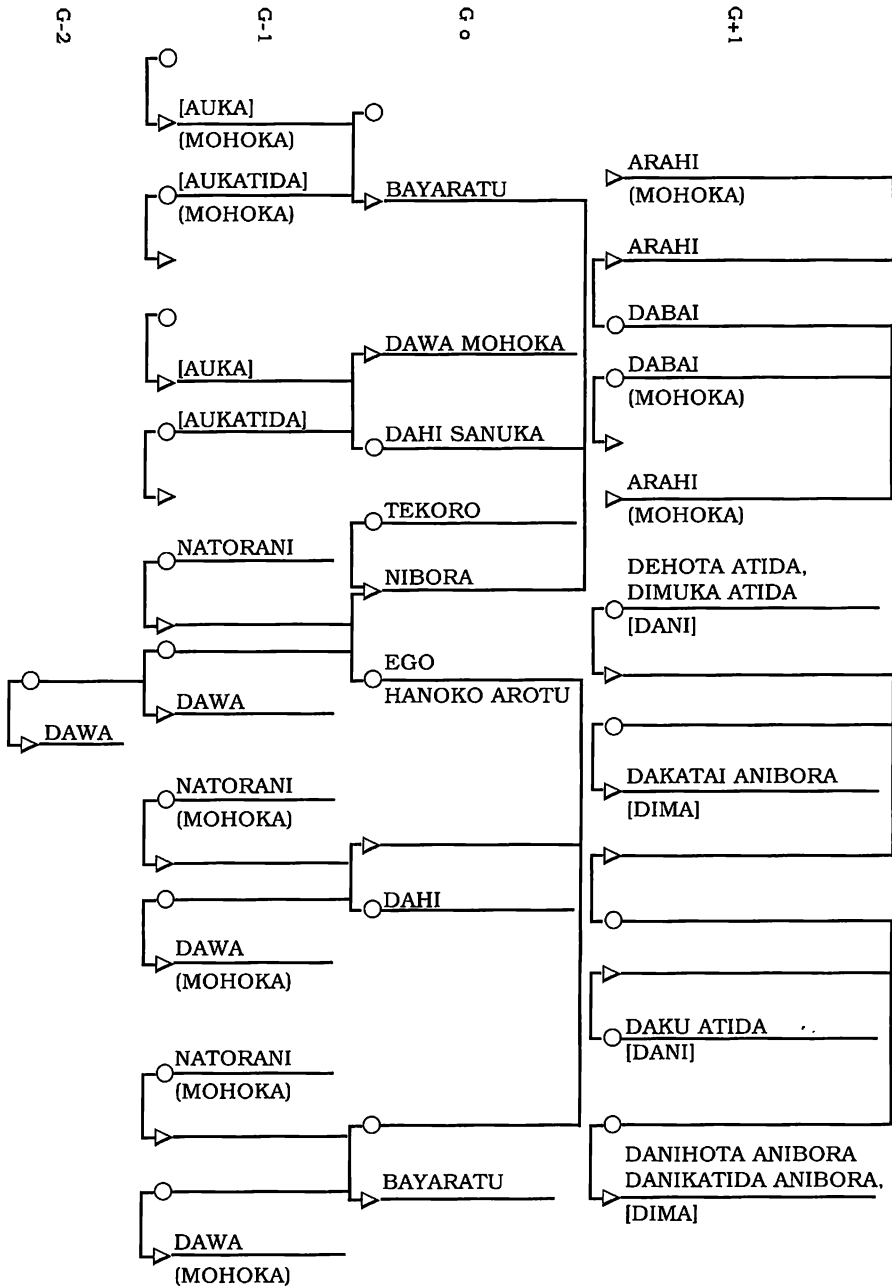 G-2
G-1
G o
G+1
[AUKA]
(MOHOKA)
[AUKATIDA]
(MOHOKA)
[AUKA]
[AUKATIDA]
NATORANI
DAWA
DAWA
NATORANI
(MOHOKA)
DAWA
(MOHOKA)
NATORANI
(MOHOKA)
DAWA
(MOHOKA)
BAYARATU
DAWA MOHOKA
DAHI SANUKA
TEKORO
NIBORA
EGO
HANOKO AROTU
DAHI
BAYARATU
ARAHI
(MOHOKA)
ARAHI
DABAI
DABAI
(MOHOKA)
ARAHI
(MOHOKA)
DEHOTA ATIDA,
DIMUKA ATIDA
[DANI]
DAKATAI ANIBORA
[DIMA]
DAKU ATIDA
[DANI]
DANIHOTA ANIBORA
DANIKATIDA ANIBORA,
[DIMA]